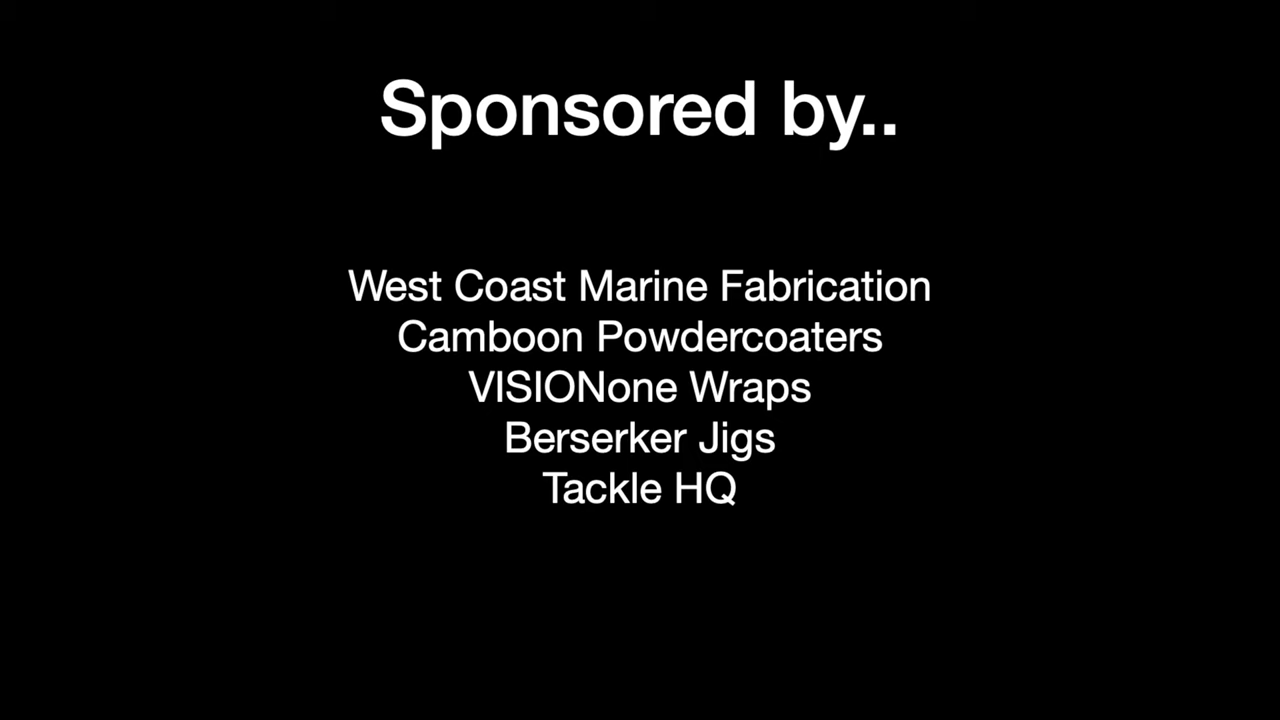 Sponsored by..
West Coast Marine Fabrication
Camboon Powdercoaters
VISIONone Wraps
Berserker Jigs
Tackle HQ